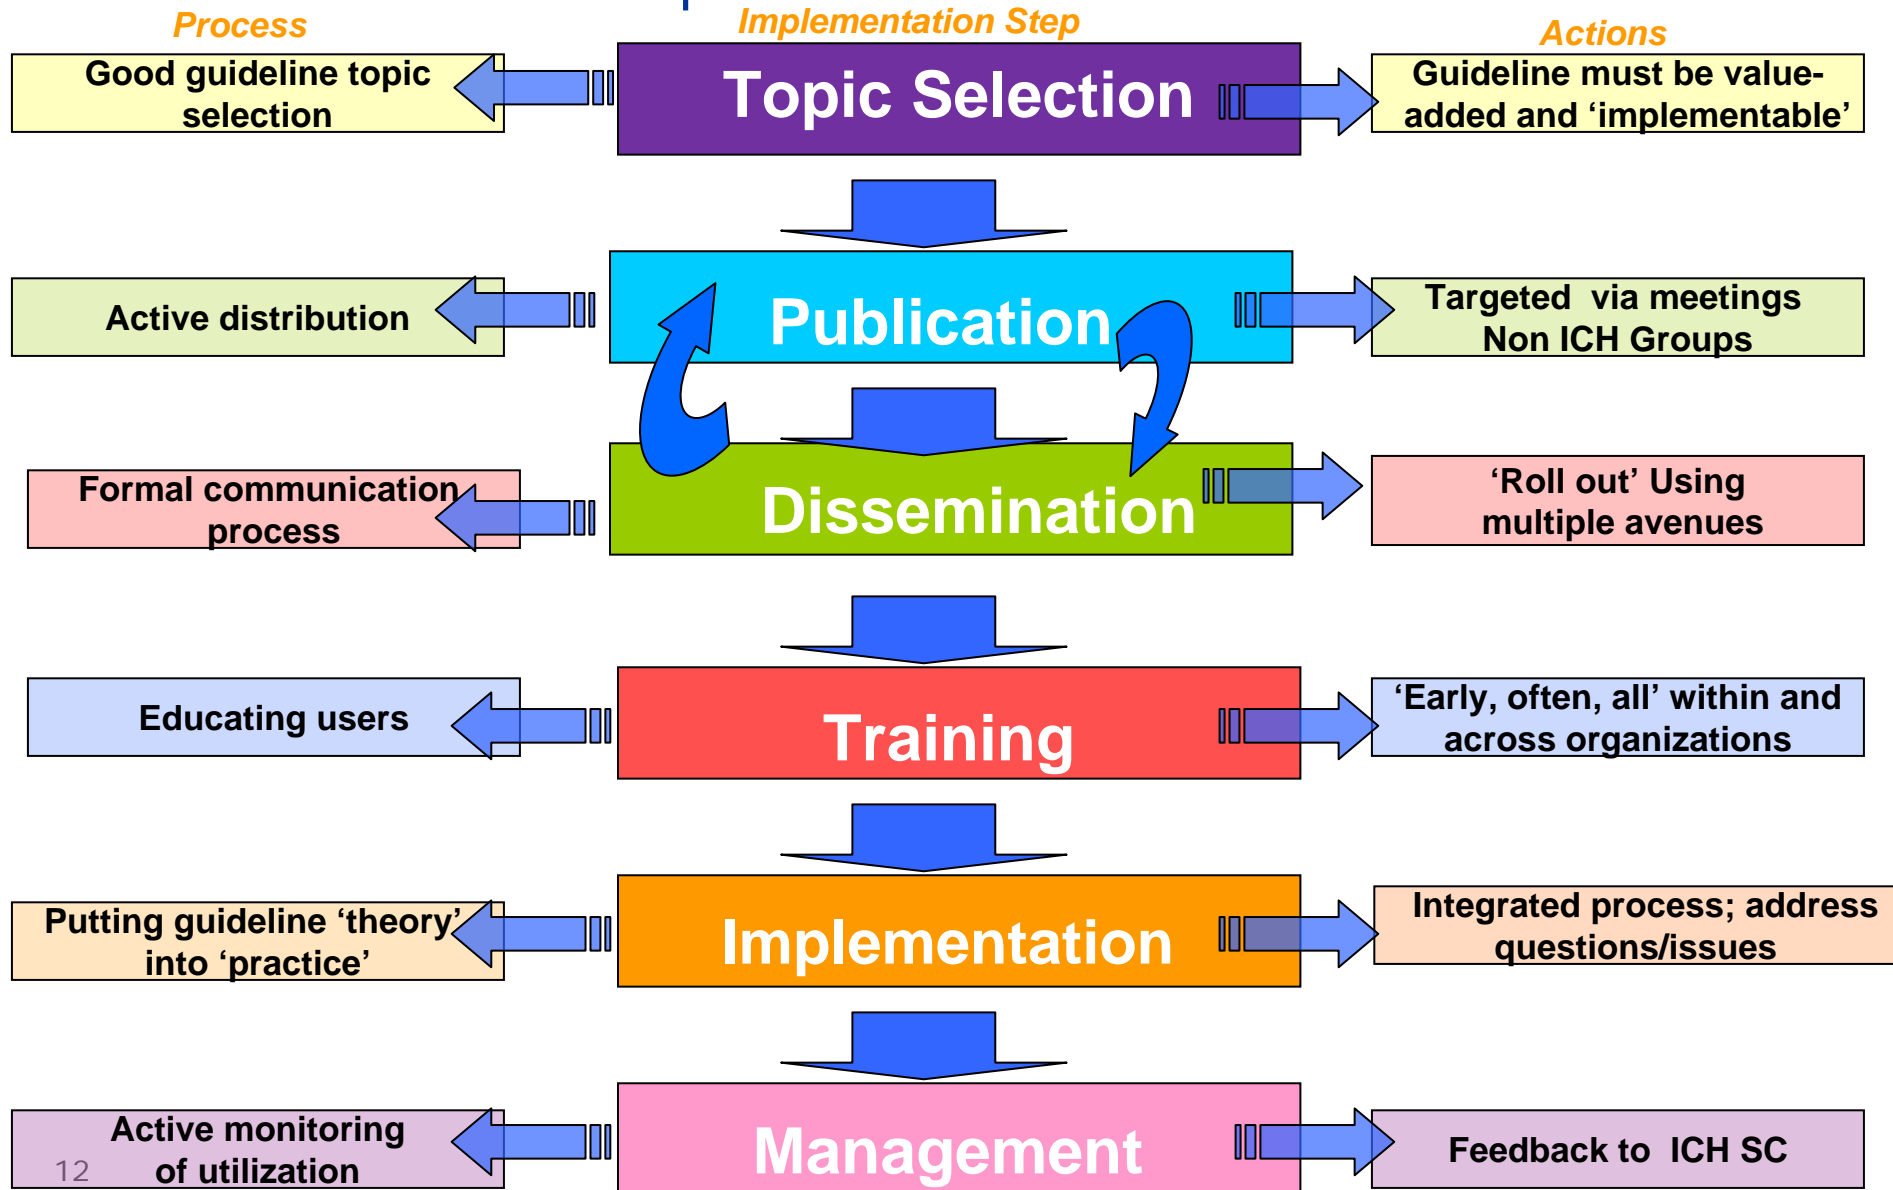 Process
Implementation Step
Actions
Good guideline topic
selection
Topic Selection
Guideline must be value-
added and ‘implementable’
Active distribution
Publication
Targeted via meetings
Non ICH Groups
Formal communication
process
Dissemination
‘Roll out’ Using
multiple avenues
Educating users
Training
‘Early, often, all’ within and
across organizations
Putting guideline ‘theory’
into ‘practice’
Implementation
Integrated process; address
questions/issues
Active monitoring
of utilization
Management
Feedback to ICH SC
12